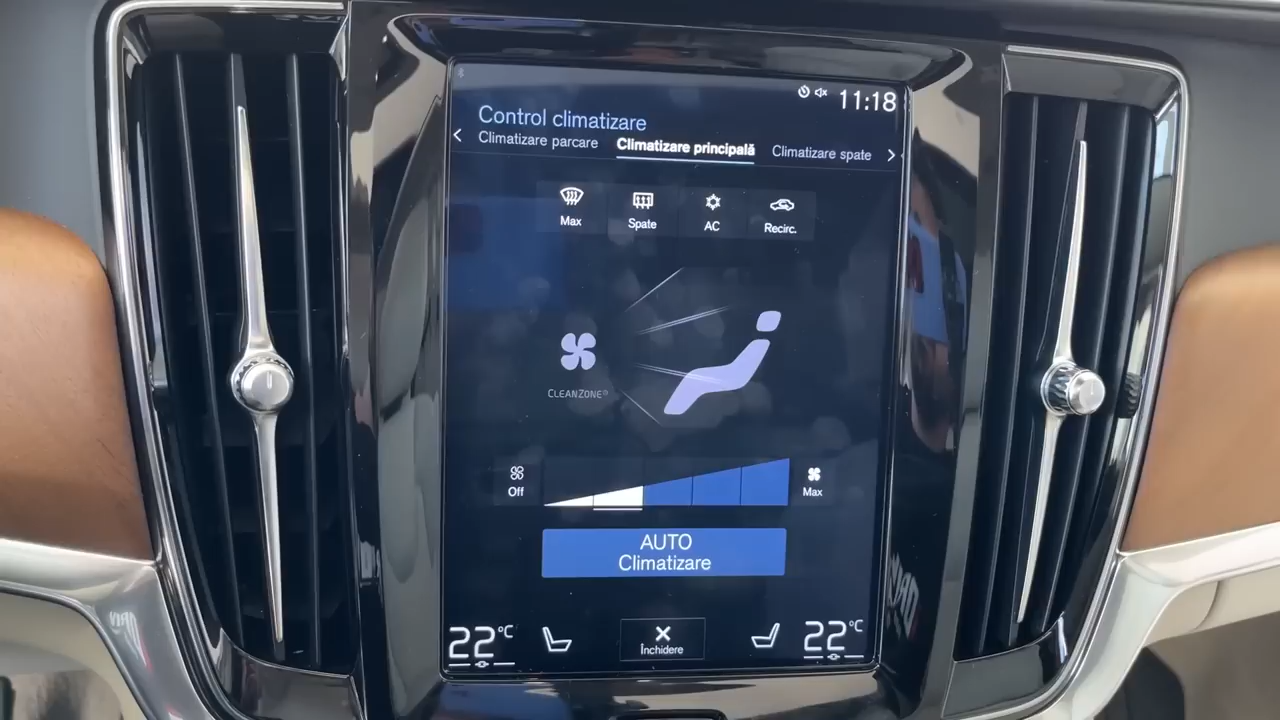 11:18
Control climatizare
Climatizare parcare Climatizare principală Climatizare spate
Max Spate AC Recirc.
CLEANZONE
Off Max
AUTO
Climatizare
22°C Închidere 22°C